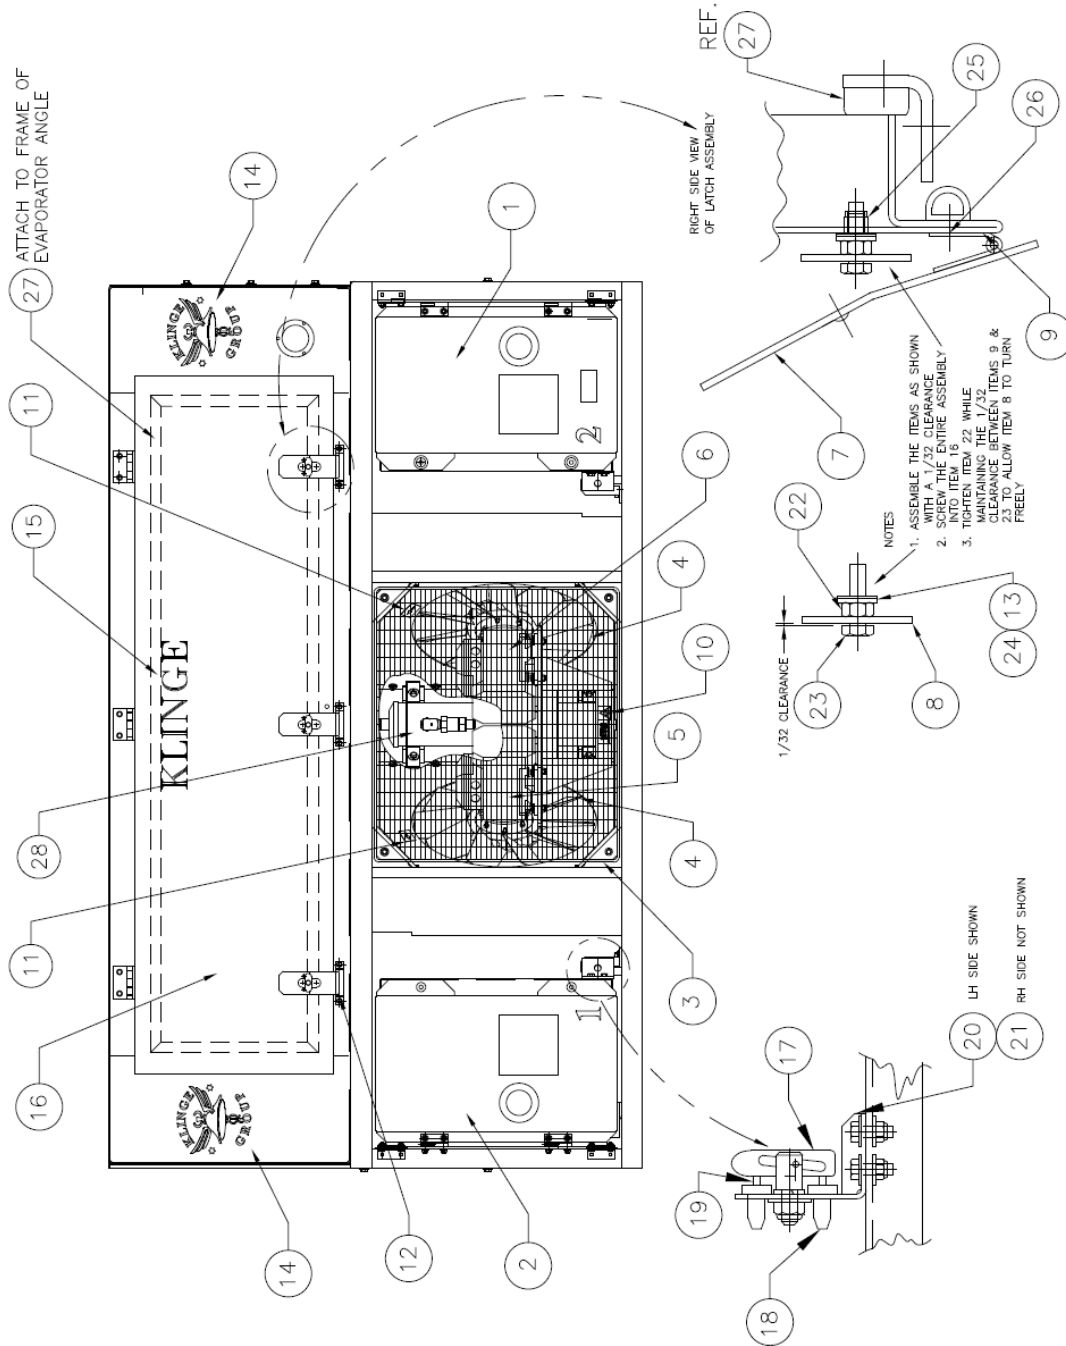 ATTACH TO FRAME OF
EVAPORATOR ANGLE
27
14
11
15
16
KLINGE
KLINGE
GROUP
KLINGE
GROUP
1
2
1
2
14
12
28
11
3
4
5
10
4
6
REF.
27
RIGHT SIDE VIEW
OF LATCH ASSEMBLY
25
26
9
7
NOTES
1. ASSEMBLE THE ITEMS AS SHOWN
WITH A 1/32 CLEARANCE
2. SCREW THE ENTIRE ASSEMBLY
INTO ITEM 16
3. TIGHTEN ITEM 22 WHILE
MAINTAINING THE 1/32
CLEARANCE BETWEEN ITEMS 9 &
23 TO ALLOW ITEM 8 TO TURN
FREELY
22
1/32 CLEARANCE
23
8
24
13
17
19
18
20
LH SIDE SHOWN
21
RH SIDE NOT SHOWN